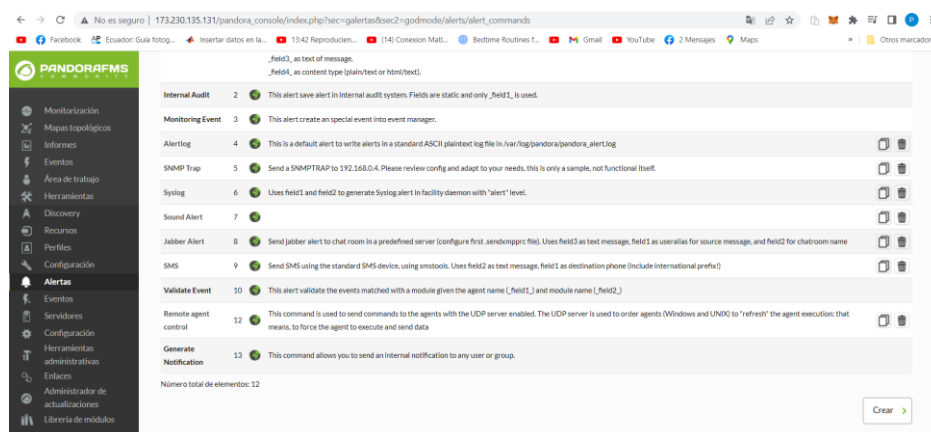 No es seguro | 173.230.135.131/pandora_console/index.php?sec=galertas&sec2=godmode/alerts/alert_commands
Facebook Ecuador: Guía fotog... Insertar datos en la... 13:42 Reproducien... (14) Conexion Matl... Bedtime Routines f... Gmail YouTube 2 Mensajes Maps » Otros marcador
PANDORAFMS
COMMUNITY
Monitorización
Mapas topológicos
Informes
Eventos
Área de trabajo
Herramientas
Discovery
Recursos
Perfiles
Configuración
Alertas
Eventos
Servidores
Configuración
Herramientas
administrativas
Enlaces
Administrador de
actualizaciones
Librería de módulos
_field3_ as text of message.
_field4_ as content type (plain/text or html/text).
Internal Audit 2 This alert save alert in internal audit system. Fields are static and only _field1_ is used.
Monitoring Event 3 This alert create an special event into event manager.
Alertlog 4 This is a default alert to write alerts in a standard ASCII plaintext log file in /var/log/pandora/pandora_alert.log
SNMP Trap 5 Send a SNMPTRAP to 192.168.0.4. Please review config and adapt to your needs, this is only a sample, not functional itself.
Syslog 6 Uses field1 and field2 to generate Syslog alert in facility daemon with "alert" level.
Sound Alert 7
Jabber Alert 8 Send jabber alert to chat room in a predefined server (configure first .sendxmpprc file). Uses field3 as text message, field1 as useralias for source message, and field2 for chatroom name
SMS 9 Send SMS using the standard SMS device, using smstools. Uses field2 as text message, field1 as destination phone (include international prefix!)
Validate Event 10 This alert validate the events matched with a module given the agent name (_field1_) and module name (_field2_)
Remote agent control 12 This command is used to send commands to the agents with the UDP server enabled. The UDP server is used to order agents (Windows and UNIX) to "refresh" the agent execution: that
means, to force the agent to execute and send data
Generate
Notification 13 This command allows you to send an internal notification to any user or group.
Número total de elementos: 12
Crear